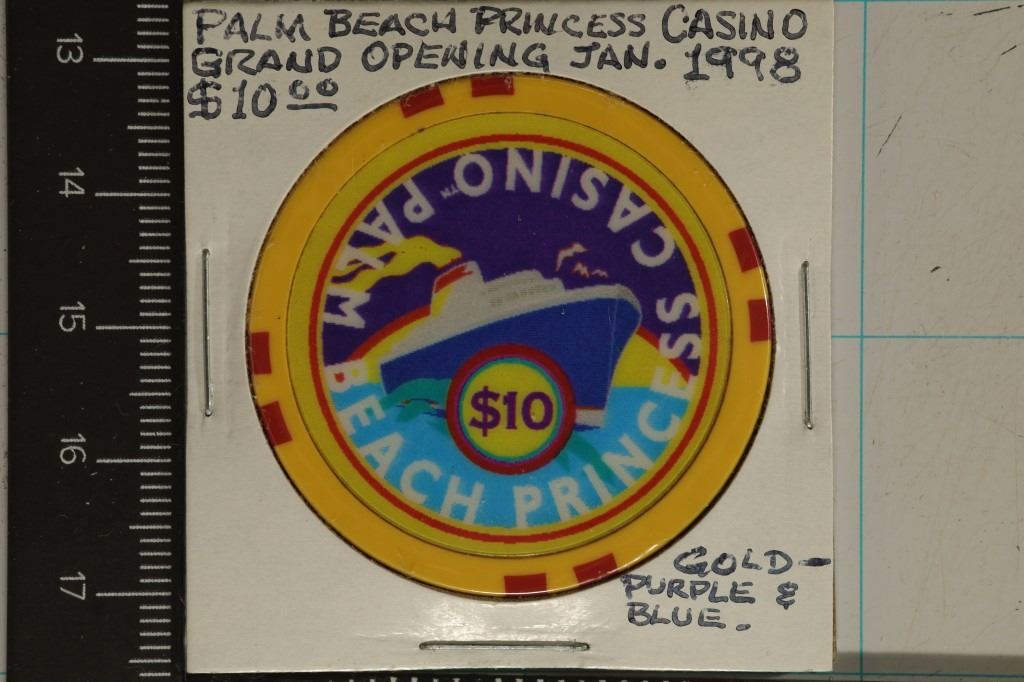 PALM BEACH PRINCESS CASINO
GRAND OPENING JAN. 1998
$10 00
PALM BEACH PRINCESS CASINO™
$10
GOLD-
PURPLE &
BLUE.
13
14
15
16
17